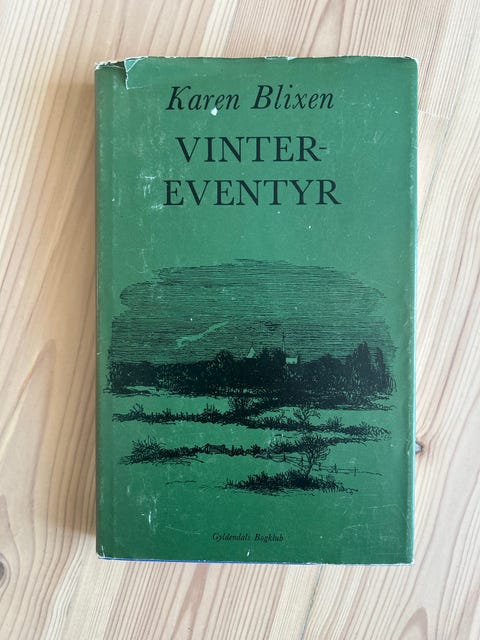 Karen Blixen
VINTER-
EVENTYR
Gyldendals Bogklub